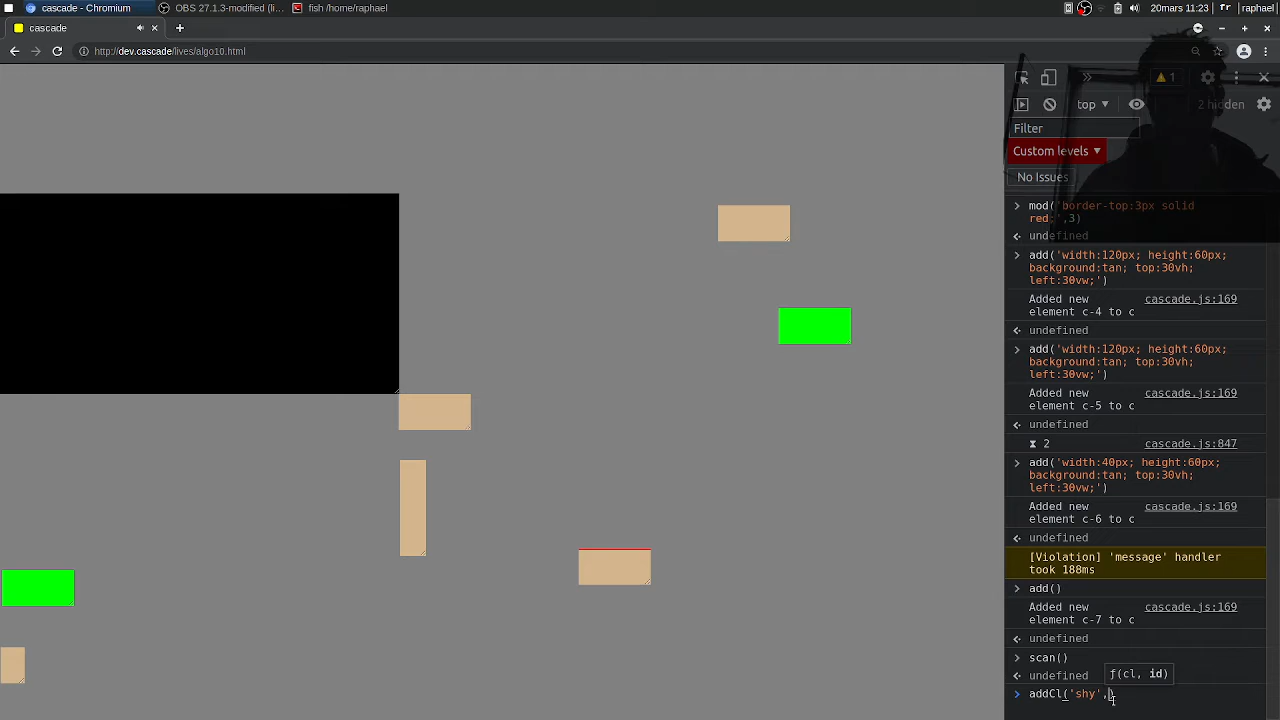 cascade - Chromium
OBS 27.1.3-modified (li...
fish /home/raphael
20mars 11:23
raphael
cascade
http://dev.cascade/lives/algo10.html
1
top ▼
2 hidden
Filter
Custom levels ▼
No Issues
mod('border-top:3px solid
red;',3)
undefined
add('width:120px; height:60px;
background:tan; top:30vh;
left:30vw;')
Added new cascade.js:169
element c-4 to c
undefined
add('width:120px; height:60px;
background:tan; top:30vh;
left:30vw;')
Added new cascade.js:169
element c-5 to c
undefined
2 cascade.js:847
add('width:40px; height:60px;
background:tan; top:30vh;
left:30vw;')
Added new cascade.js:169
element c-6 to c
undefined
[Violation] 'message' handler
took 188ms
add()
Added new cascade.js:169
element c-7 to c
undefined
scan()
undefined
ƒ(cl, id)
addCl('shy',)